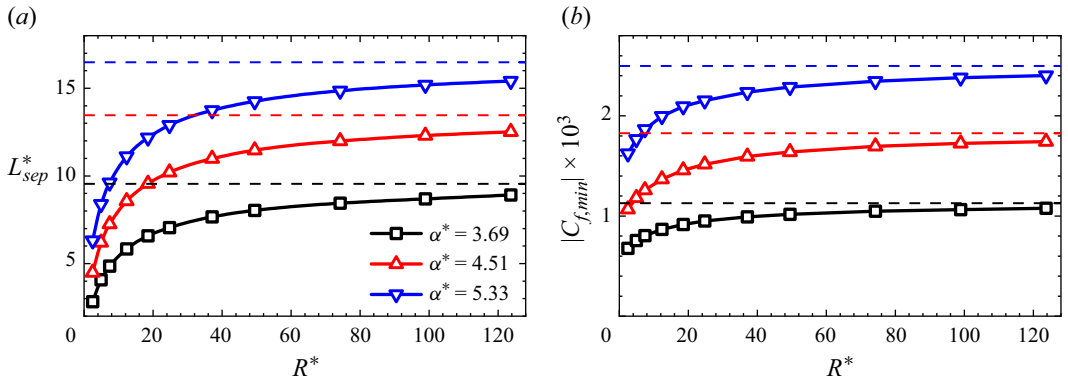 (a)
(b)
15
10
5
0
20
40
60
80
100
120
L*sep
R*
α* = 3.69
α* = 4.51
α* = 5.33
2
1
0
20
40
60
80
100
120
|Cf,min| × 10³
R*